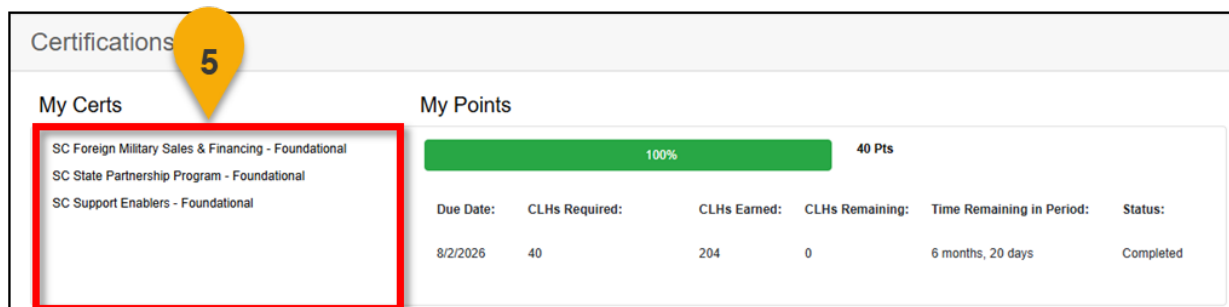 Certifications
5
My Certs
SC Foreign Military Sales & Financing - Foundational
SC State Partnership Program - Foundational
SC Support Enablers - Foundational
My Points
100%
40 Pts
Due Date: CLHs Required: CLHs Earned: CLHs Remaining: Time Remaining in Period: Status:
8/2/2026 40 204 0 6 months, 20 days Completed